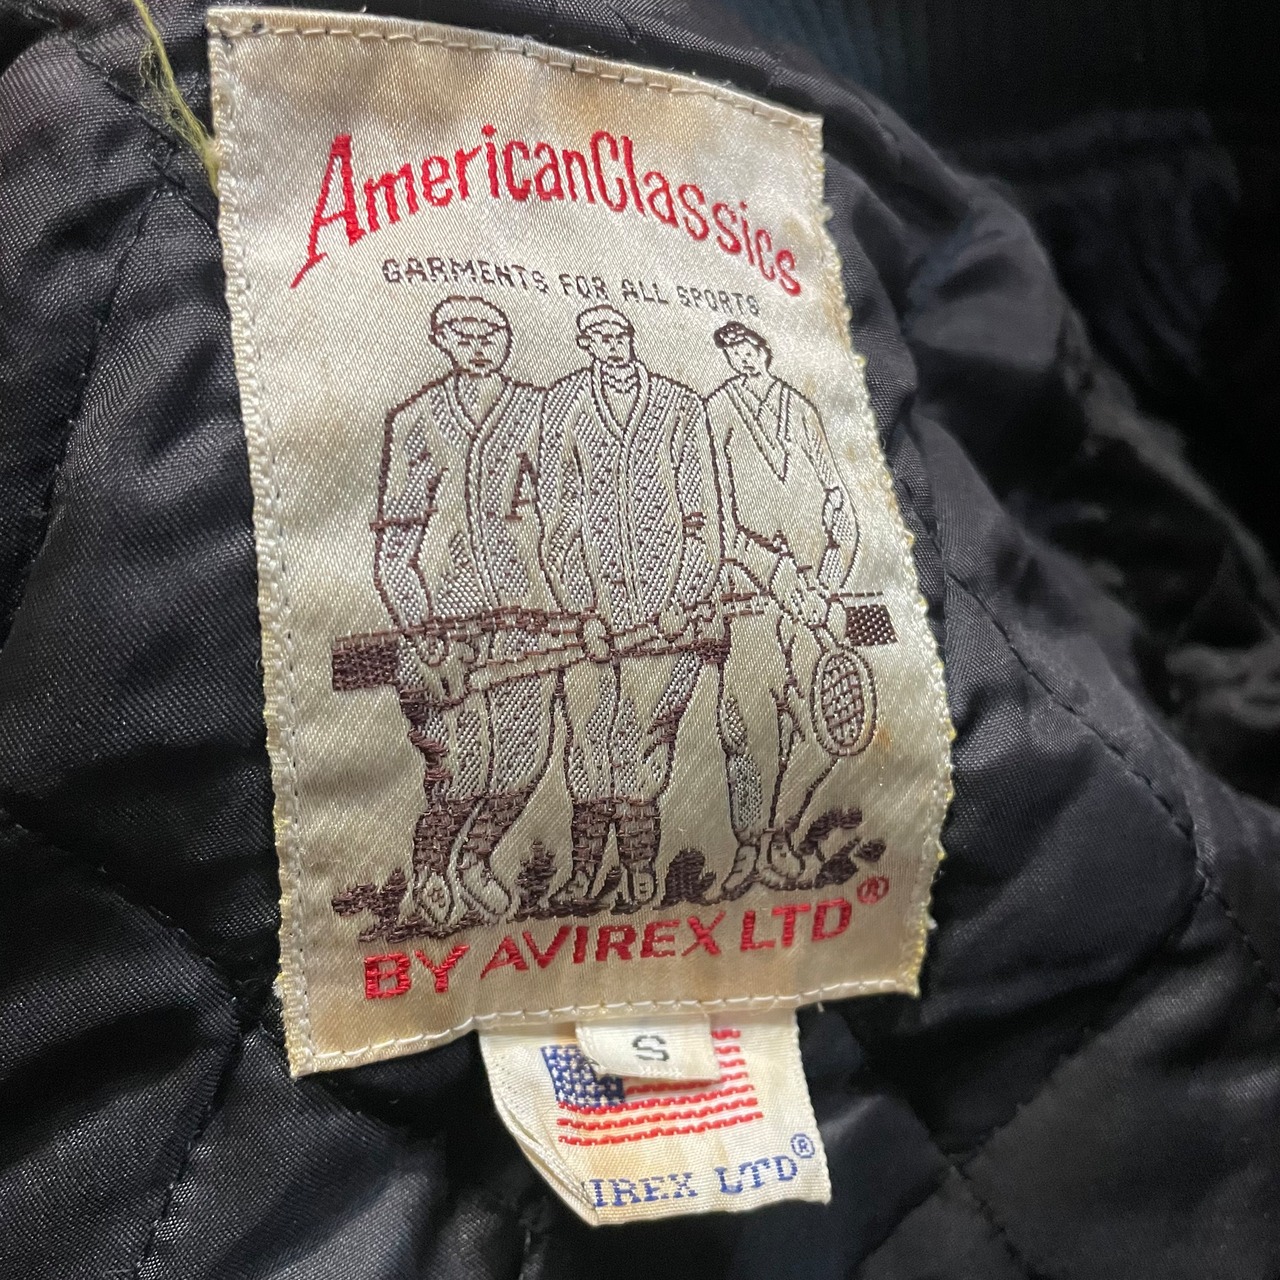 AmericanClassics
GARMENTS FOR ALL SPORTS
A
BY AVIREX LTD®
S
IREX LTD®